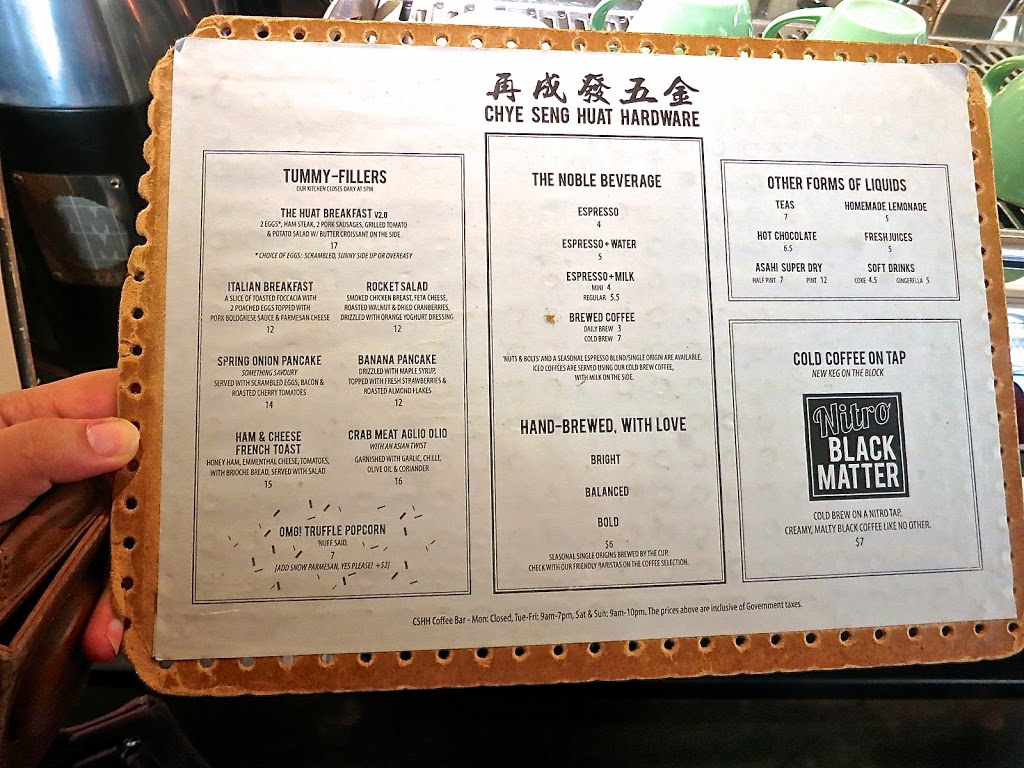 再成發五金
CHYE SENG HUAT HARDWARE
TUMMY-FILLERS
OUR KITCHEN CLOSES DAILY AT 5PM
THE HUAT BREAKFAST V2.0
2 EGGS*, HAM STEAK, 2 PORK SAUSAGES, GRILLED TOMATO
& POTATO SALAD W/ BUTTER CROISSANT ON THE SIDE
17
*CHOICE OF EGGS: SCRAMBLED, SUNNY SIDE UP OR OVEREASY
ITALIAN BREAKFAST
A SLICE OF TOASTED FOCCACIA WITH
2 POACHED EGGS TOPPED WITH
PORK BOLOGNESE SAUCE & PARMESAN CHEESE
12
ROCKET SALAD
SMOKED CHICKEN BREAST, FETA CHEESE,
ROASTED WALNUT & DRIED CRANBERRIES,
DRIZZLED WITH ORANGE YOGHURT DRESSING
12
SPRING ONION PANCAKE
SOMETHING SAVOURY
SERVED WITH SCRAMBLED EGGS, BACON &
ROASTED CHERRY TOMATOES
14
BANANA PANCAKE
DRIZZLED WITH MAPLE SYRUP,
TOPPED WITH FRESH STRAWBERRIES &
ROASTED ALMOND FLAKES
12
HAM & CHEESE
FRENCH TOAST
HONEY HAM, EMMENTHAL CHEESE, TOMATOES,
WITH BRIOCHE BREAD, SERVED WITH SALAD
15
CRAB MEAT AGLIO OLIO
WITH AN ASIAN TWIST
GARNISHED WITH GARLIC, CHILLI,
OLIVE OIL & CORIANDER
16
OMG! TRUFFLE POPCORN
'NUFF SAID.
7
[ADD SNOW PARMESAN, YES PLEASE! +$2]
THE NOBLE BEVERAGE
ESPRESSO
4
ESPRESSO + WATER
5
ESPRESSO + MILK
MINI 4
REGULAR 5.5
BREWED COFFEE
DAILY BREW 3
COLD BREW 7
'NUTS & BOLTS' AND A SEASONAL ESPRESSO BLEND/SINGLE ORIGIN ARE AVAILABLE.
ICED COFFEES ARE SERVED USING OUR COLD BREW COFFEE,
WITH MILK ON THE SIDE.
HAND-BREWED, WITH LOVE
BRIGHT
BALANCED
BOLD
$6
SEASONAL SINGLE ORIGINS BREWED BY THE CUP.
CHECK WITH OUR FRIENDLY BARISTAS ON THE COFFEE SELECTION.
OTHER FORMS OF LIQUIDS
TEAS
7
HOMEMADE LEMONADE
5
HOT CHOCOLATE
6.5
FRESH JUICES
5
ASAHI SUPER DRY
HALF PINT 7 PINT 12
SOFT DRINKS
COKE 4.5 GINGERELLA 5
COLD COFFEE ON TAP
NEW KEG ON THE BLOCK
Nitro
BLACK
MATTER
COLD BREW ON A NITRO TAP.
CREAMY, MALTY BLACK COFFEE LIKE NO OTHER.
$7
CSHH Coffee Bar - Mon: Closed, Tue-Fri: 9am-7pm, Sat & Sun: 9am-10pm. The prices above are inclusive of Government taxes.